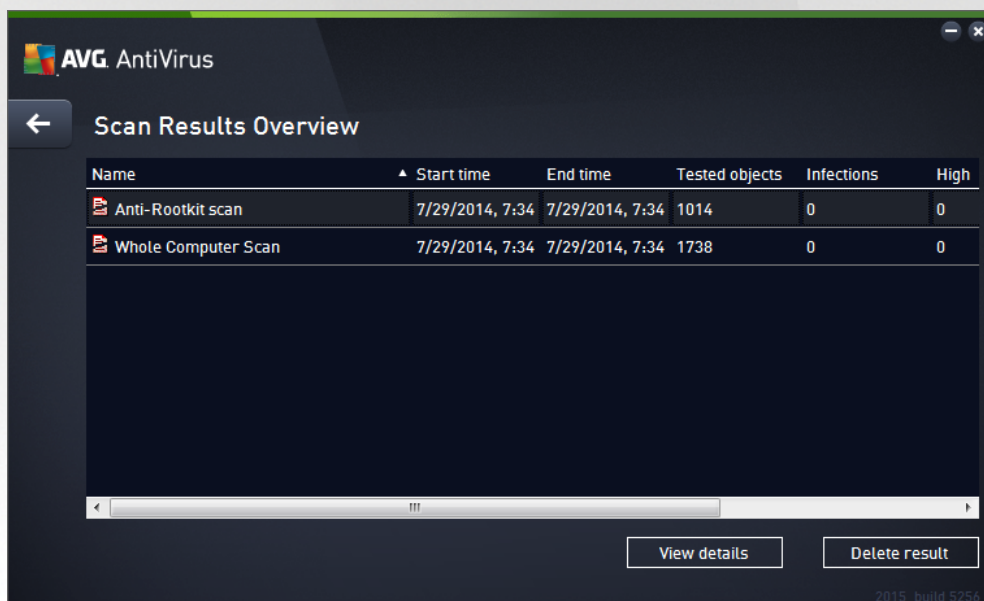 AVG. AntiVirus
Scan Results Overview
Name Start time End time Tested objects Infections High
Anti-Rootkit scan 7/29/2014, 7:34 7/29/2014, 7:34 1014 0 0
Whole Computer Scan 7/29/2014, 7:34 7/29/2014, 7:34 1738 0 0
View details Delete result
2015 build 5256